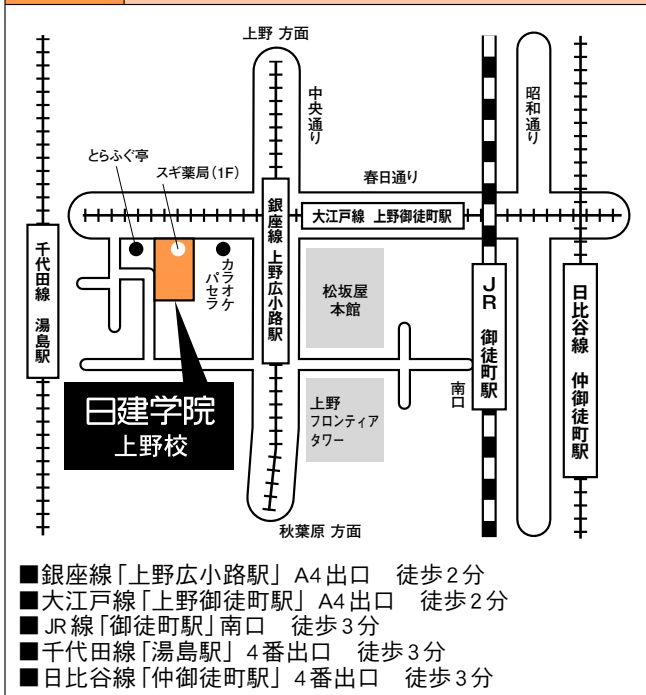 上野 方面
中央通り
昭和通り
とらふぐ亭
スギ薬局(1F)
春日通り
大江戸線 上野御徒町駅
銀座線 上野広小路駅
千代田線 湯島駅
カラオケ
パセラ
松坂屋
本館
JR 御徒町駅
日比谷線 仲御徒町駅
南口
日建学院
上野校
上野
フロンティア
タワー
秋葉原 方面
■銀座線「上野広小路駅」A4出口 徒歩2分
■大江戸線「上野御徒町駅」A4出口 徒歩2分
■JR線「御徒町駅」南口 徒歩3分
■千代田線「湯島駅」4番出口 徒歩3分
■日比谷線「仲御徒町駅」4番出口 徒歩3分